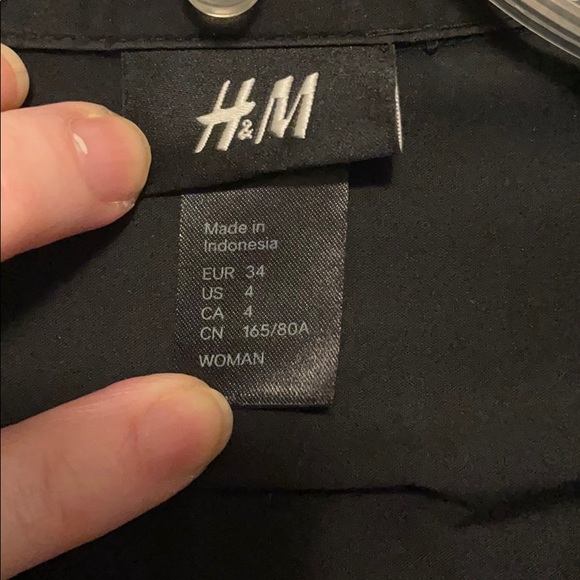 H&M
Made in
Indonesia
EUR 34
US 4
CA 4
CN 165/80A
WOMAN